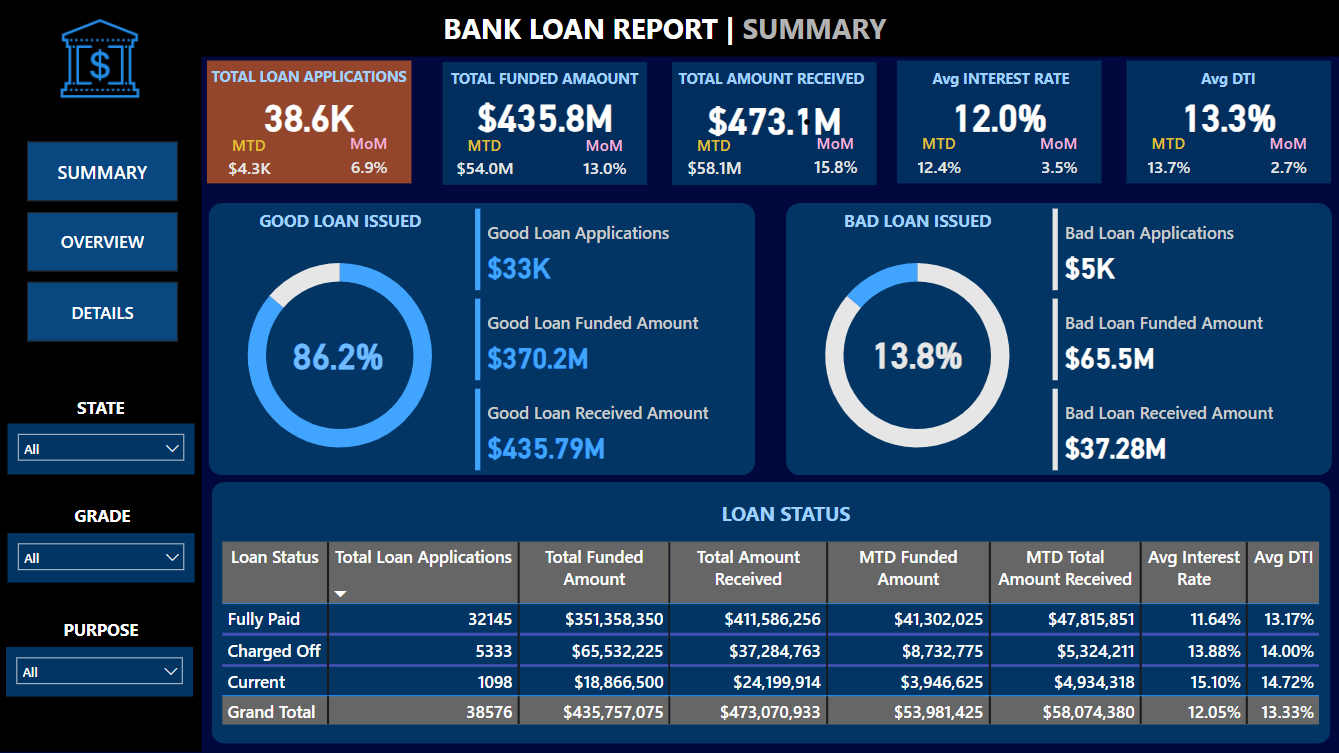 BANK LOAN REPORT | SUMMARY
$
SUMMARY
OVERVIEW
DETAILS
STATE
All
GRADE
All
PURPOSE
All
TOTAL LOAN APPLICATIONS
38.6K
MTD MoM
$4.3K 6.9%
TOTAL FUNDED AMAOUNT
$435.8M
MTD MoM
$54.0M 13.0%
TOTAL AMOUNT RECEIVED
$473.1M
MTD MoM
$58.1M 15.8%
Avg INTEREST RATE
12.0%
MTD MoM
12.4% 3.5%
Avg DTI
13.3%
MTD MoM
13.7% 2.7%
GOOD LOAN ISSUED
86.2%
Good Loan Applications
$33K
Good Loan Funded Amount
$370.2M
Good Loan Received Amount
$435.79M
BAD LOAN ISSUED
13.8%
Bad Loan Applications
$5K
Bad Loan Funded Amount
$65.5M
Bad Loan Received Amount
$37.28M
LOAN STATUS
Loan Status Total Loan Applications Total Funded Total Amount MTD Funded MTD Total Avg Interest Avg DTI
Amount Received Amount Amount Received Rate
Fully Paid 32145 $351,358,350 $411,586,256 $41,302,025 $47,815,851 11.64% 13.17%
Charged Off 5333 $65,532,225 $37,284,763 $8,732,775 $5,324,211 13.88% 14.00%
Current 1098 $18,866,500 $24,199,914 $3,946,625 $4,934,318 15.10% 14.72%
Grand Total 38576 $435,757,075 $473,070,933 $53,981,425 $58,074,380 12.05% 13.33%